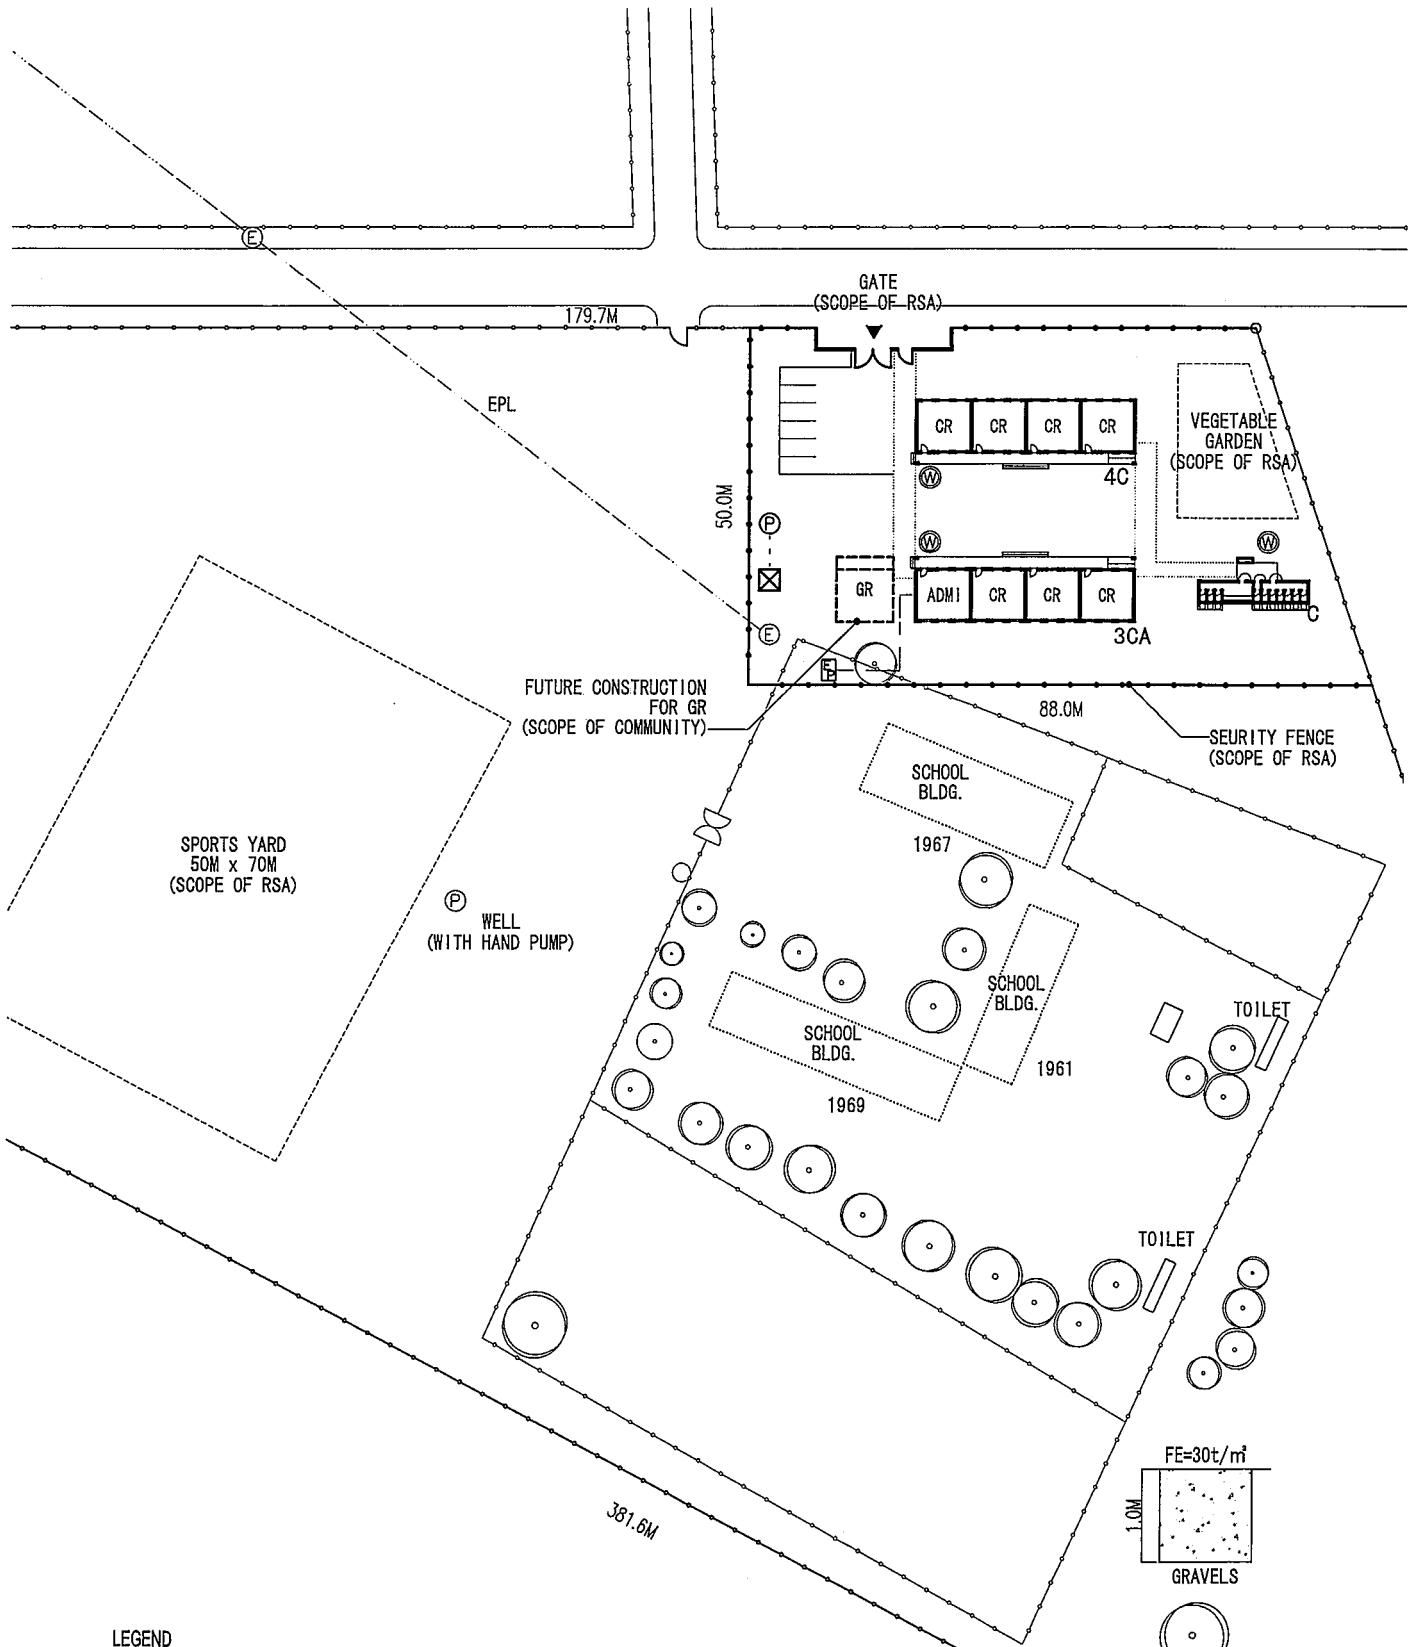 E
GATE
(SCOPE OF RSA)
179.7M
EPL
CR CR CR CR
VEGETABLE
GARDEN
(SCOPE OF RSA)
4C
W
50.0M
P
W
W
GR
ADMI CR CR CR
C
E
3CA
E
P
FUTURE CONSTRUCTION
FOR GR
(SCOPE OF COMMUNITY)
88.0M
SEURITY FENCE
(SCOPE OF RSA)
SCHOOL
BLDG.
1967
SPORTS YARD
50M x 70M
(SCOPE OF RSA)
P
WELL
(WITH HAND PUMP)
SCHOOL
BLDG.
1961
SCHOOL
BLDG.
1969
TOILET
TOILET
FE=30t/㎡
1.0M
GRAVELS
381.6M
LEGEND